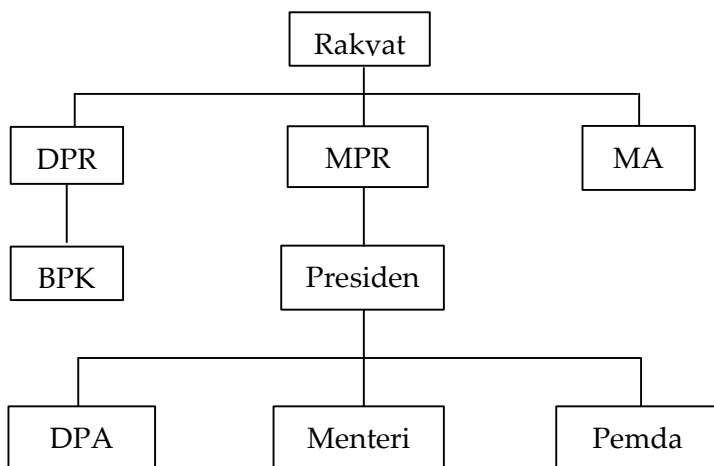 Rakyat
DPR
MPR
MA
BPK
Presiden
DPA
Menteri
Pemda